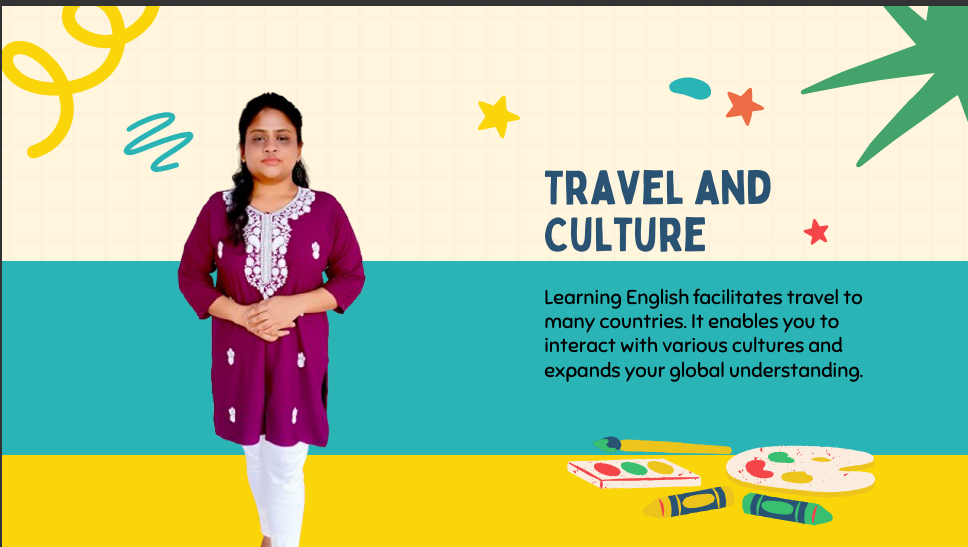 TRAVEL AND
CULTURE
Learning English facilitates travel to
many countries. It enables you to
interact with various cultures and
expands your global understanding.